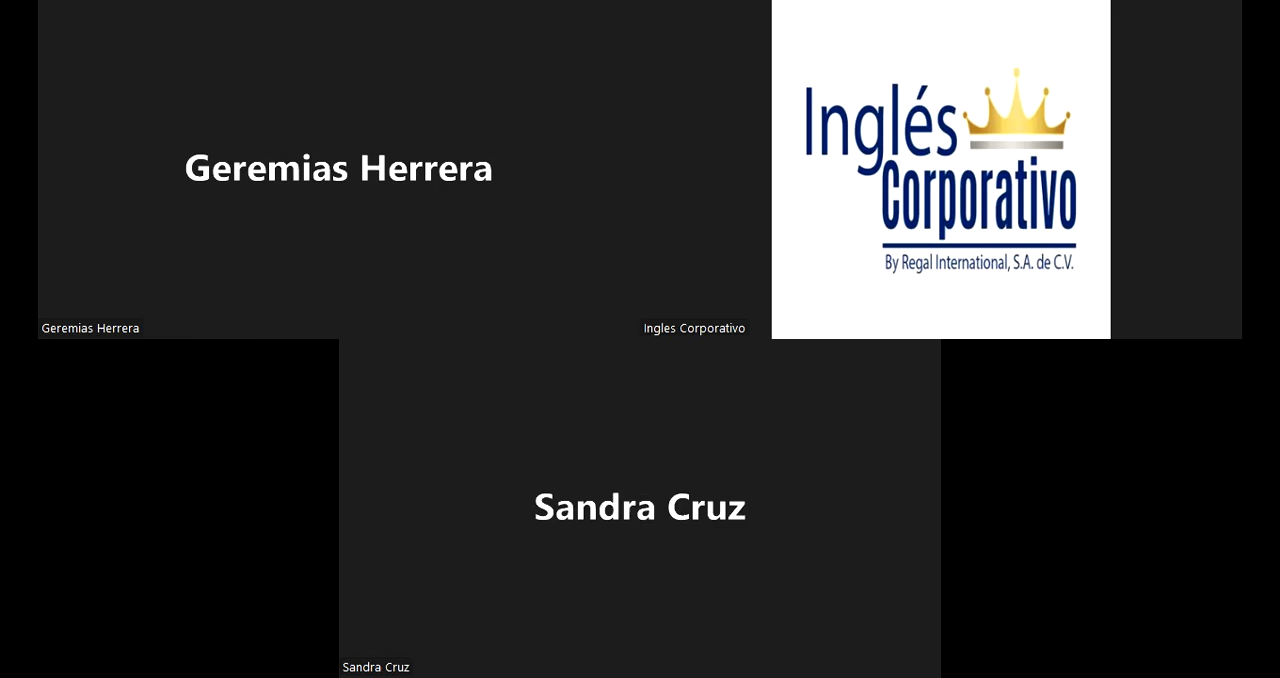 Geremias Herrera
Geremias Herrera
Inglés
Corporativo
By Regal International, S.A. de C.V.
Ingles Corporativo
Sandra Cruz
Sandra Cruz